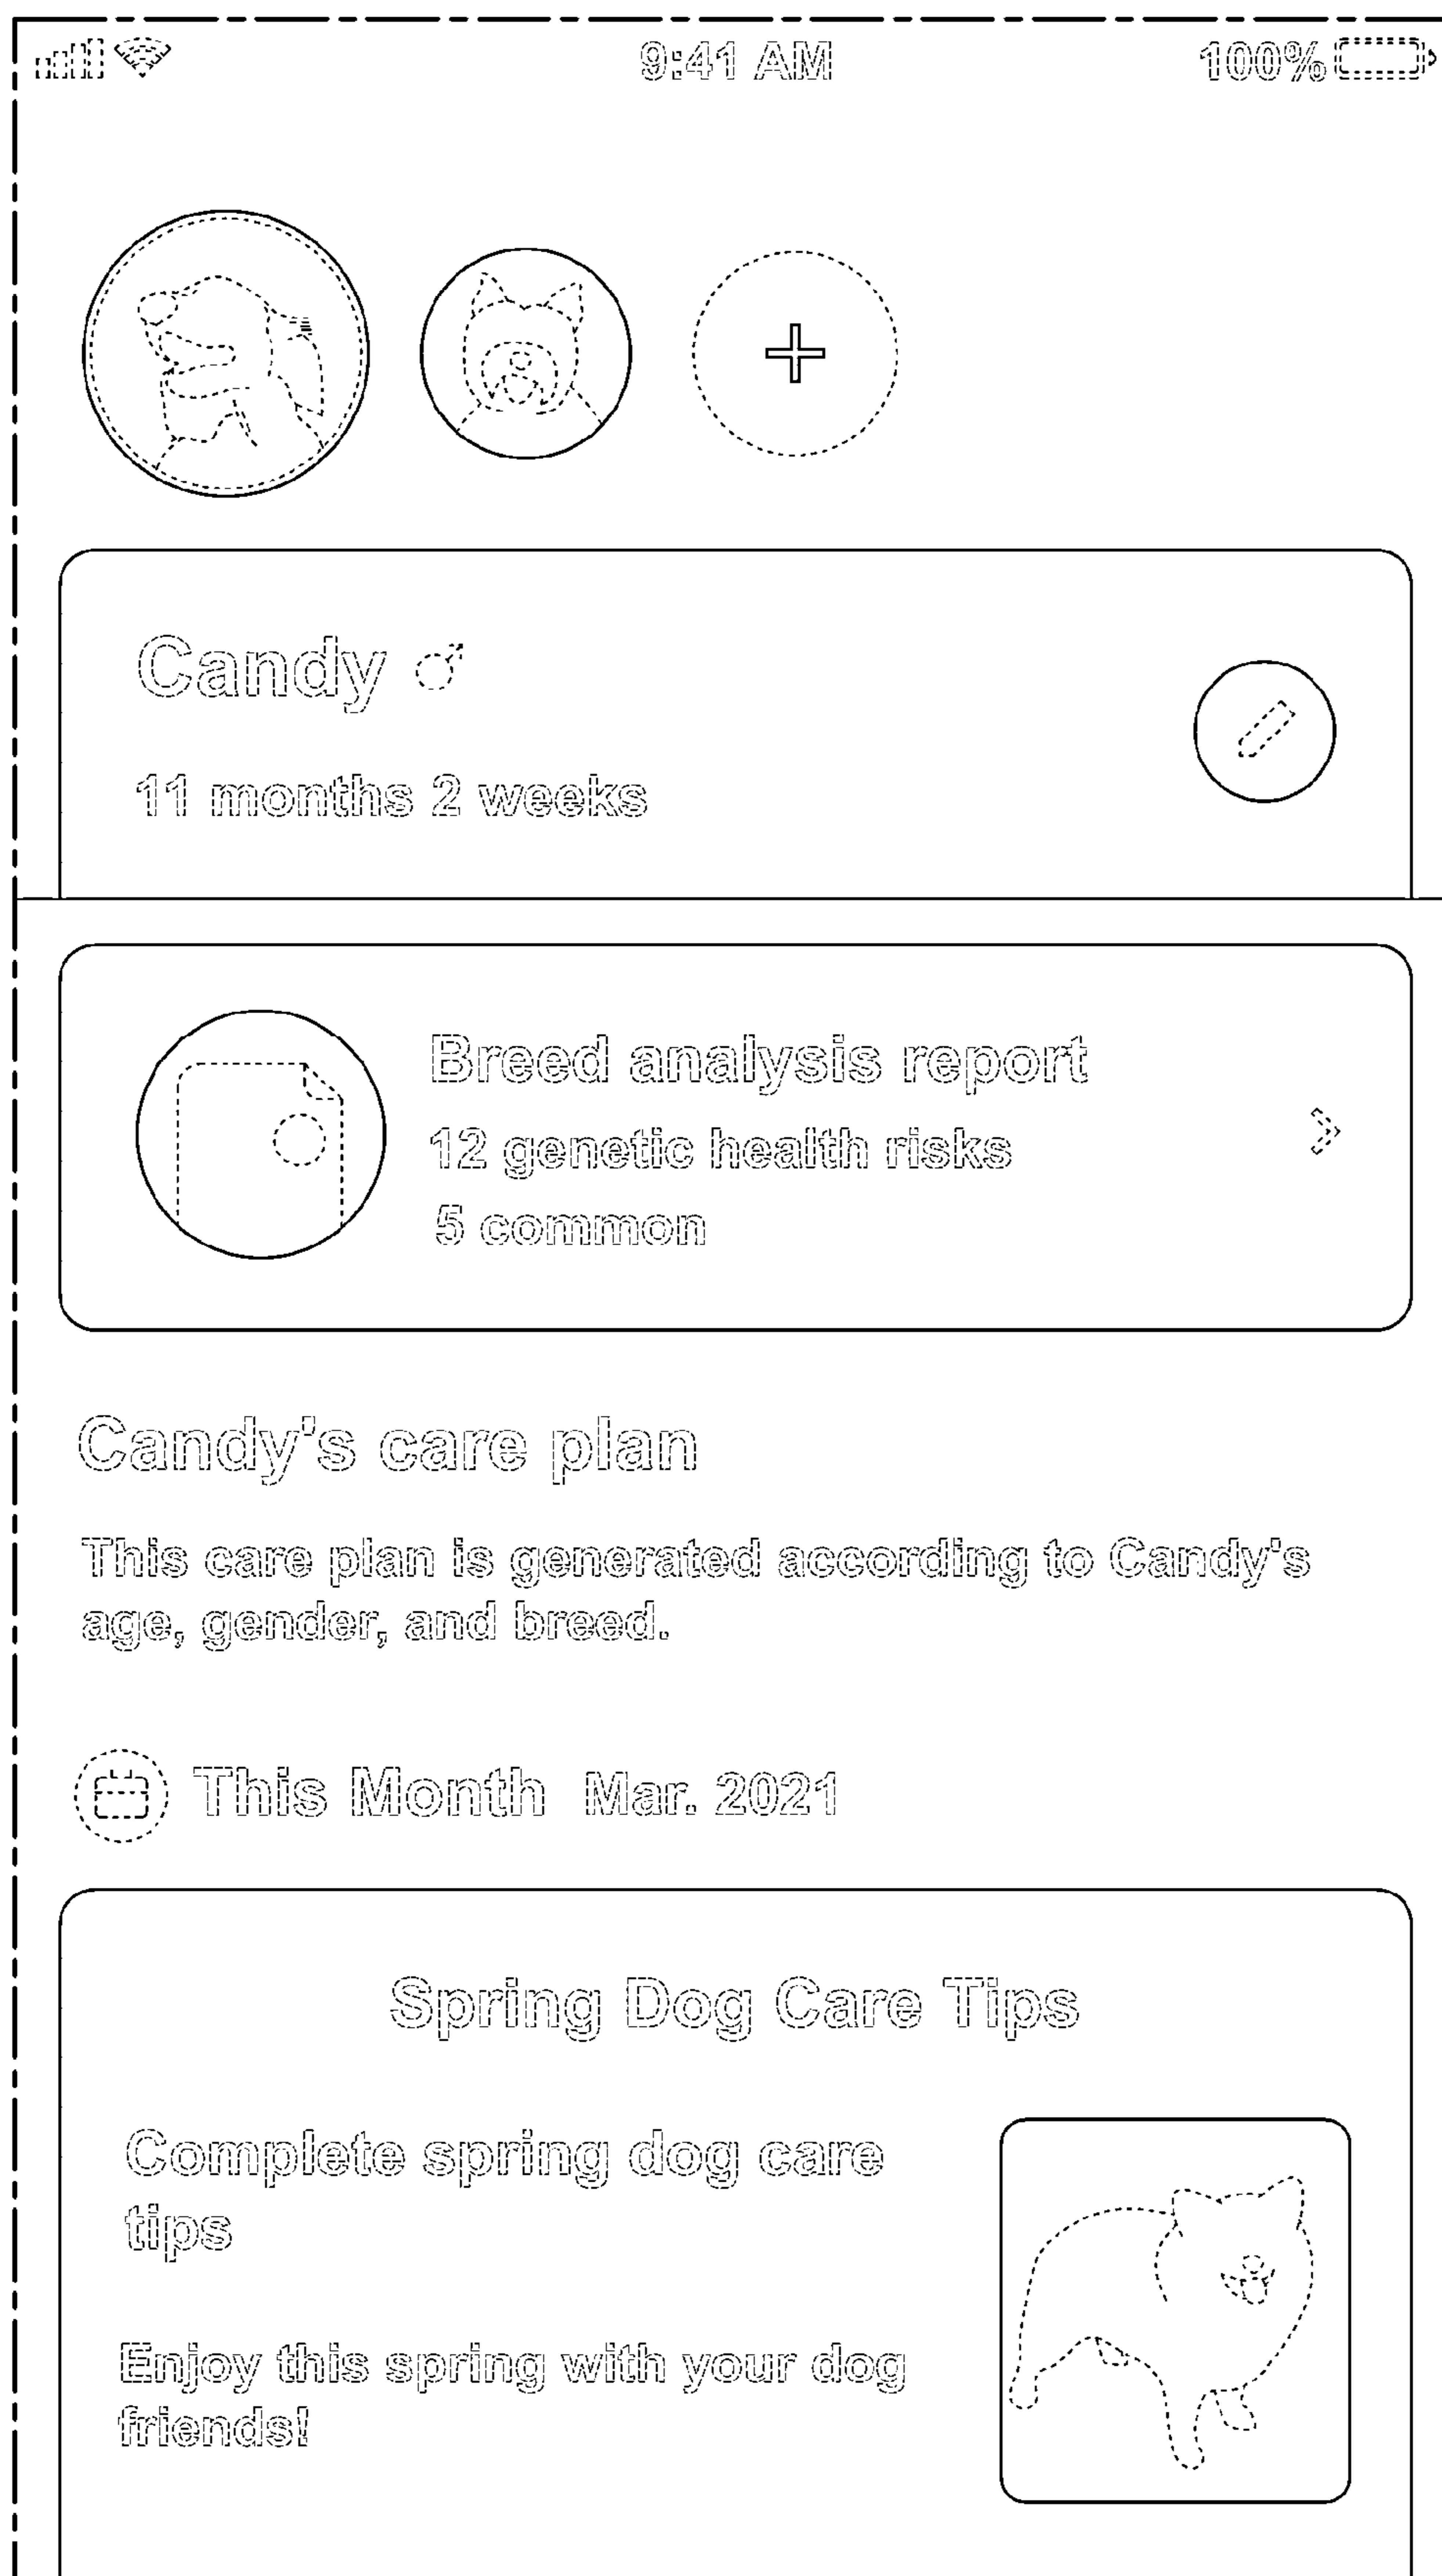 9:41 AM
100%
Candy
11 months 2 weeks
Breed analysis report
12 genetic health risks
5 common
Candy's care plan
This care plan is generated according to Candy's
age, gender, and breed.
This Month Mar. 2021
Spring Dog Care Tips
Complete spring dog care
tips
Enjoy this spring with your dog
friends!